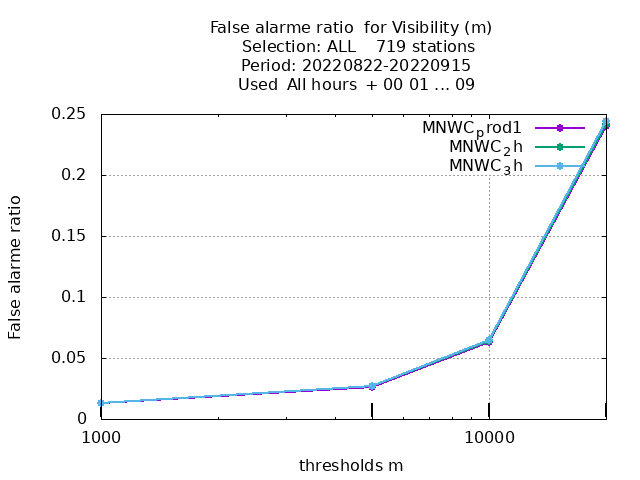 False alarme ratio  for Visibility (m)
Selection: ALL    719 stations
Period: 20220822-20220915
Used  All hours  + 00 01 ... 09
0.25
0.2
0.15
0.1
0.05
0
False alarme ratio
MNWCprod1
MNWC2h
MNWC3h
1000
10000
thresholds m